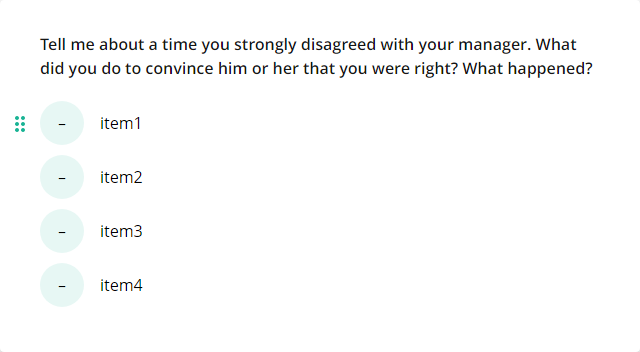 Tell me about a time you strongly disagreed with your manager. What
did you do to convince him or her that you were right? What happened?
– item1
– item2
– item3
– item4